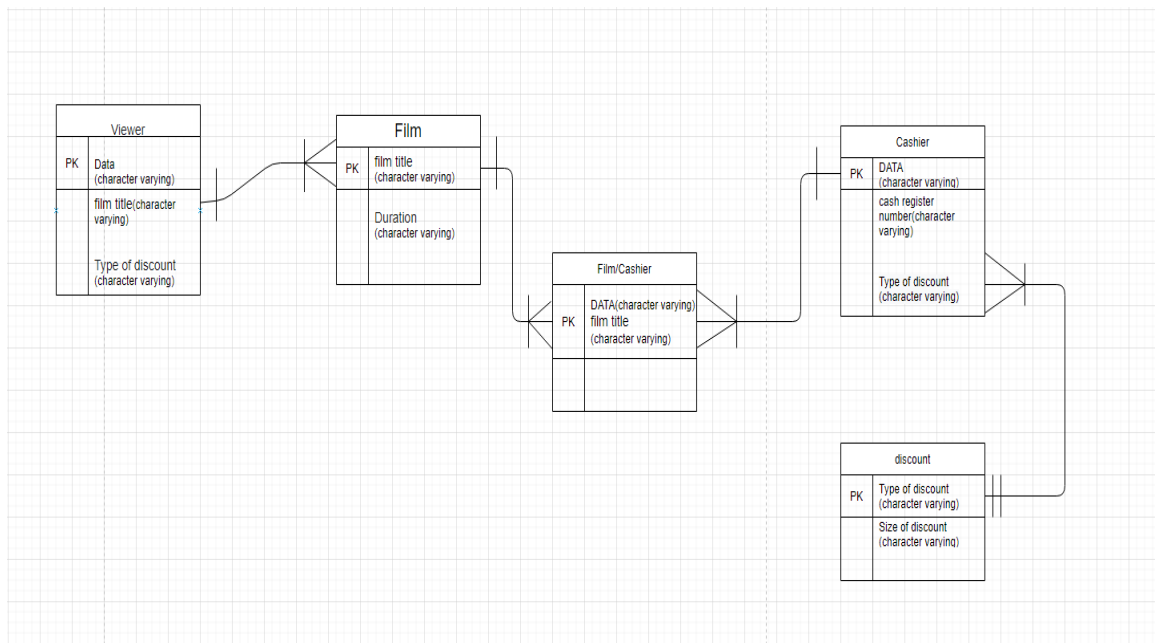 Viewer
PK
Data
(character varying)
film title(character
varying)
Type of discount
(character varying)
Film
PK
film title
(character varying)
Duration
(character varying)
Film/Cashier
PK
DATA(character varying)
film title
(character varying)
Cashier
PK
DATA
(character varying)
cash register
number(character
varying)
Type of discount
(character varying)
discount
PK
Type of discount
(character varying)
Size of discount
(character varying)